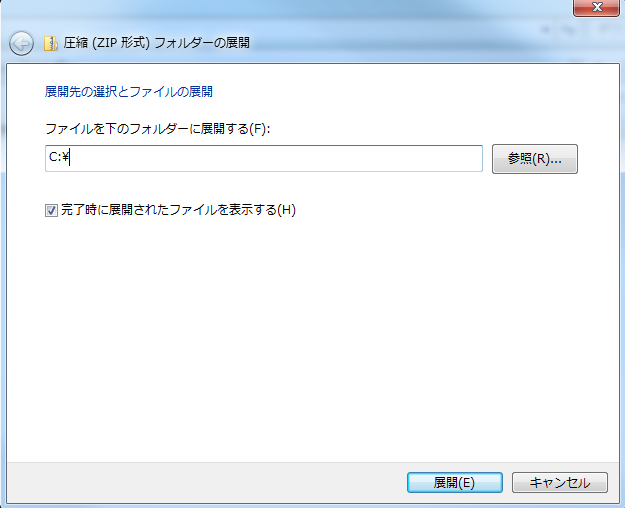 圧縮 (ZIP 形式) フォルダーの展開
展開先の選択とファイルの展開
ファイルを下のフォルダーに展開する(F):
C:¥
参照(R)...
完了時に展開されたファイルを表示する(H)
展開(E)
キャンセル